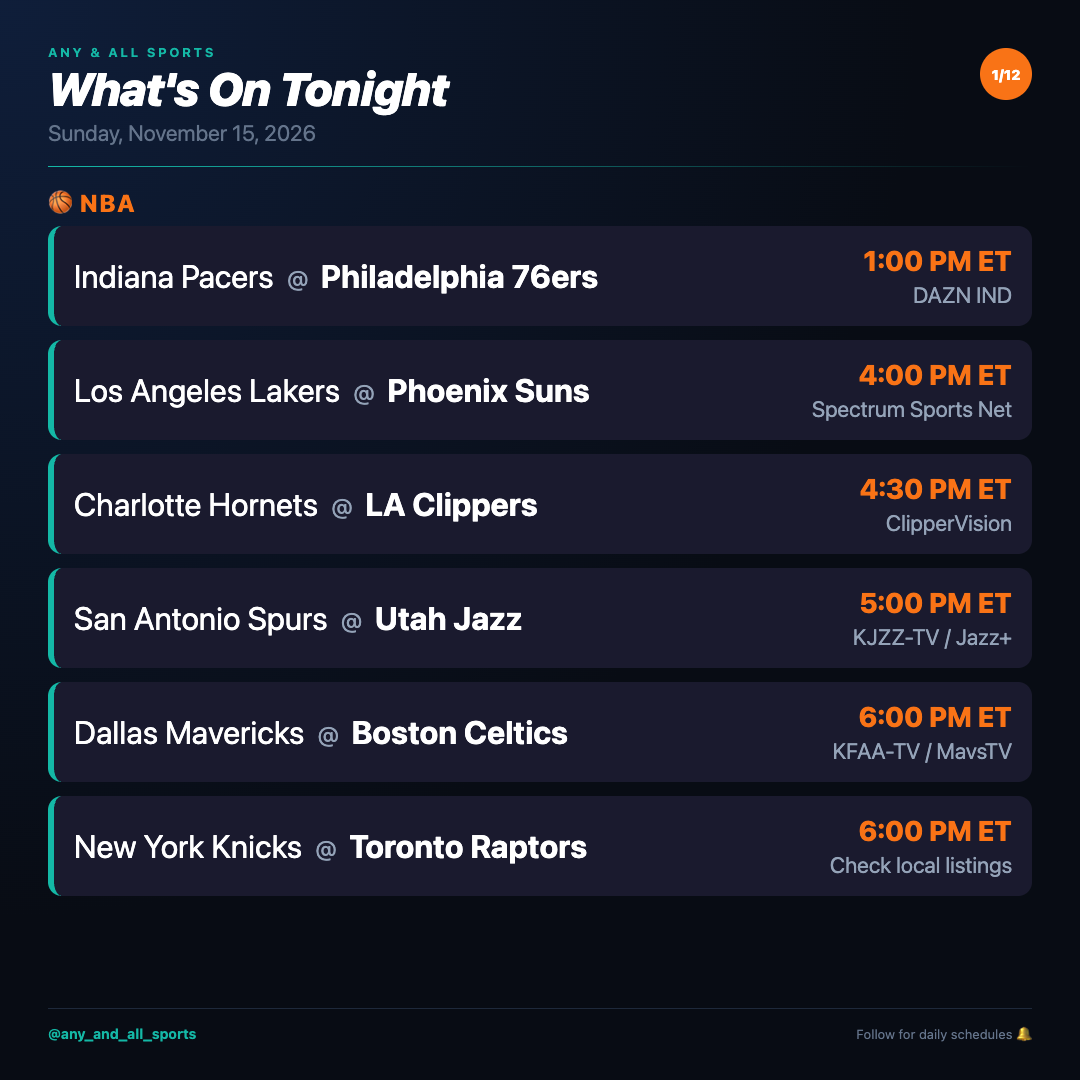 ANY & ALL SPORTS
What's On Tonight
1/12
Sunday, November 15, 2026
🏀 NBA
Indiana Pacers @ Philadelphia 76ers
1:00 PM ET
DAZN IND
Los Angeles Lakers @ Phoenix Suns
4:00 PM ET
Spectrum Sports Net
Charlotte Hornets @ LA Clippers
4:30 PM ET
ClipperVision
San Antonio Spurs @ Utah Jazz
5:00 PM ET
KJZZ-TV / Jazz+
Dallas Mavericks @ Boston Celtics
6:00 PM ET
KFAA-TV / MavsTV
New York Knicks @ Toronto Raptors
6:00 PM ET
Check local listings
@any_and_all_sports
Follow for daily schedules 🔔